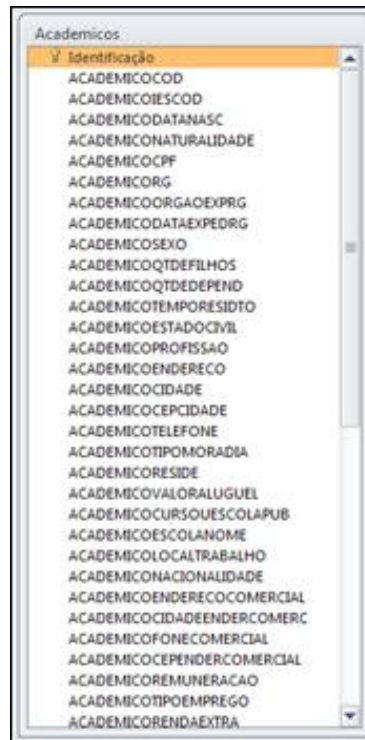 Academicos
Identificação
ACADEMICOCOD
ACADEMICOIESCOD
ACADEMICODATANASC
ACADEMICONATURALIDADE
ACADEMICOCPF
ACADEMICORG
ACADEMICOORGAOEXPRG
ACADEMICODATAEXPEDRG
ACADEMICOSEXO
ACADEMICOQTDEFILHOS
ACADEMICOQTDEDEPEND
ACADEMICOTEMPORESIDTO
ACADEMICOESTADOCIVIL
ACADEMICOPROFISSAO
ACADEMICOENDERECO
ACADEMICOCIDADE
ACADEMICOCEPCIDADE
ACADEMICOTELEFONE
ACADEMICOTIPOMORADIA
ACADEMICORESIDE
ACADEMICOVALORALUGUEL
ACADEMICOCURSOUESCOLAPUB
ACADEMICOESCOLANOME
ACADEMICOLOCALTRABALHO
ACADEMICONACIONALIDADE
ACADEMICOENDERECOCOMERCIAL
ACADEMICOCIDADEENDERCOMERC
ACADEMICOFONECOMERCIAL
ACADEMICOCEPENDERCOMERCIAL
ACADEMICOREMUNERACAO
ACADEMICOTIPOEMPREGO
ACADEMICORENDAEXTRA